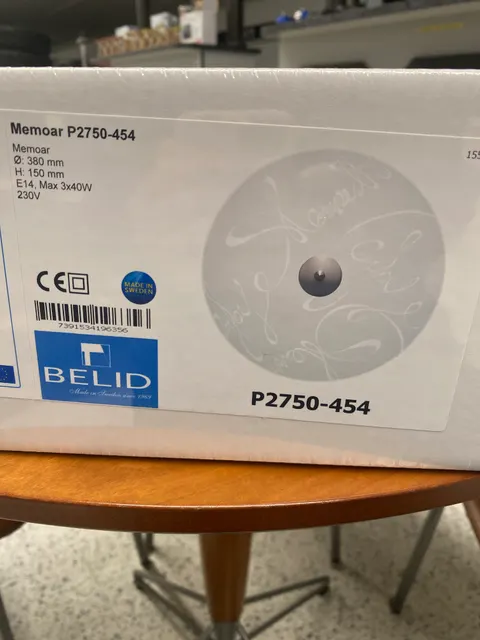 Memoar P2750-454
Memoar
Ø: 380 mm
H: 150 mm
E14, Max 3x40W
230V
155
CE
MADE IN
SWEDEN
7391534196356
BELID
Made in Sweden since 1962
P2750-454